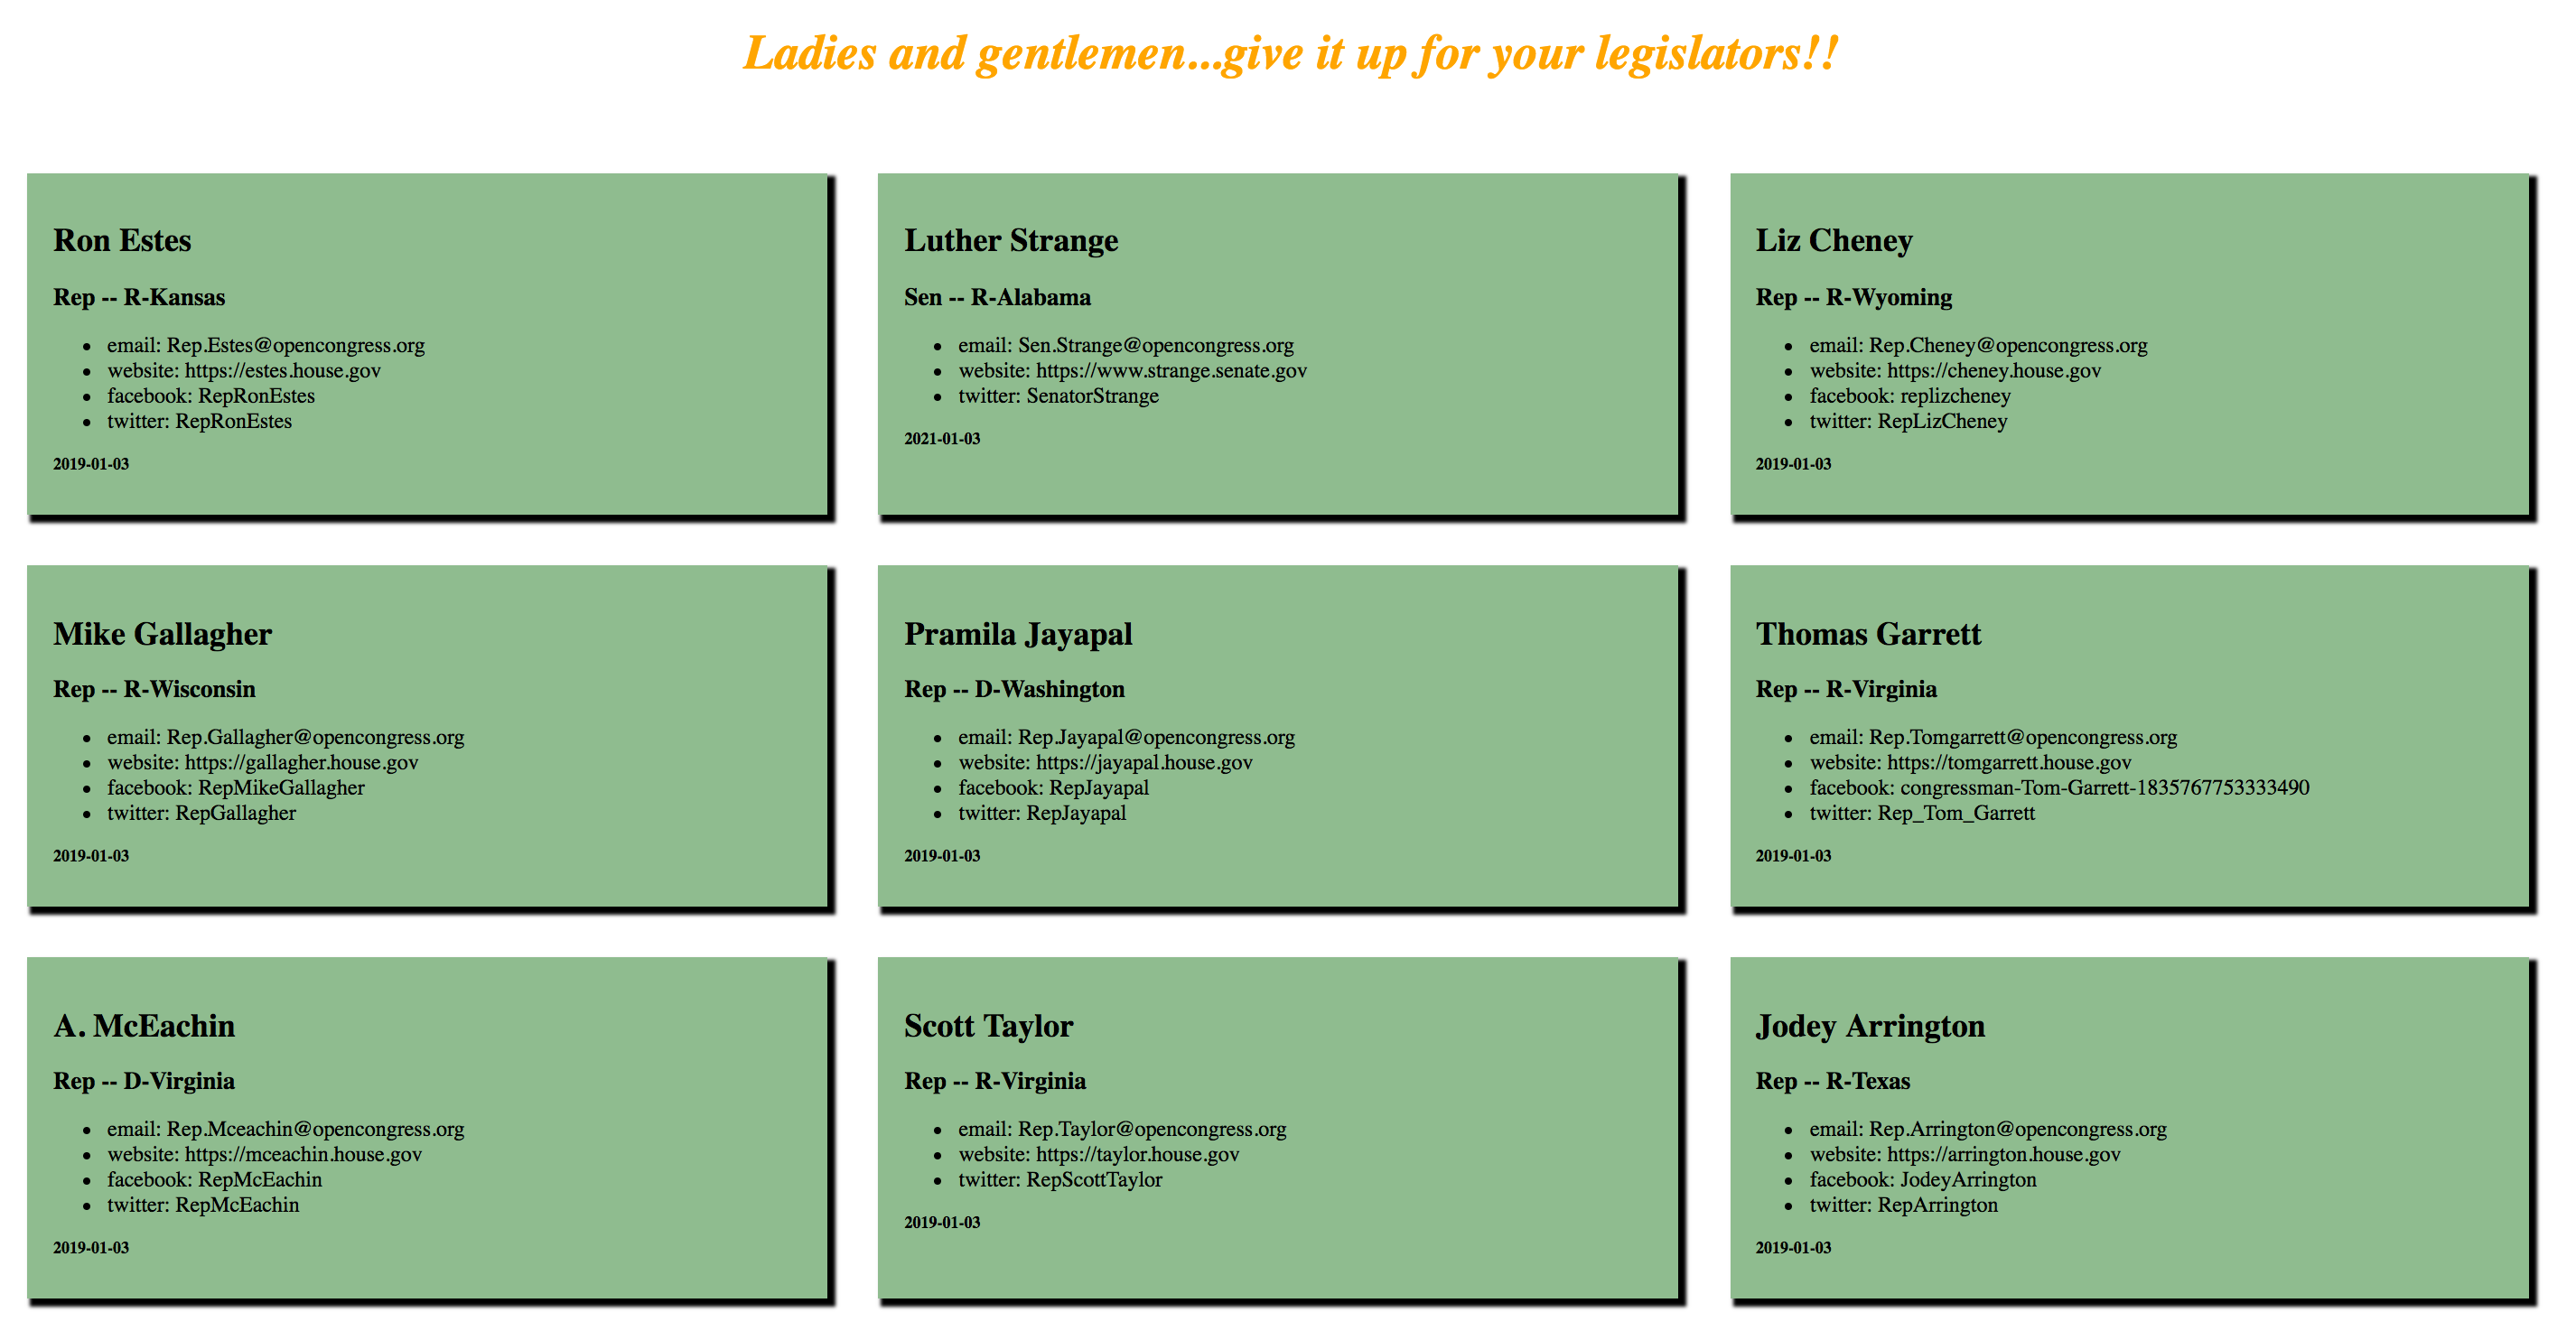 Ladies and gentlemen...give it up for your legislators!!
Ron Estes
Rep -- R-Kansas
email: Rep.Estes@opencongress.org
website: https://estes.house.gov
facebook: RepRonEstes
twitter: RepRonEstes
2019-01-03
Luther Strange
Sen -- R-Alabama
email: Sen.Strange@opencongress.org
website: https://www.strange.senate.gov
twitter: SenatorStrange
2021-01-03
Liz Cheney
Rep -- R-Wyoming
email: Rep.Cheney@opencongress.org
website: https://cheney.house.gov
facebook: replizcheney
twitter: RepLizCheney
2019-01-03
Mike Gallagher
Rep -- R-Wisconsin
email: Rep.Gallagher@opencongress.org
website: https://gallagher.house.gov
facebook: RepMikeGallagher
twitter: RepGallagher
2019-01-03
Pramila Jayapal
Rep -- D-Washington
email: Rep.Jayapal@opencongress.org
website: https://jayapal.house.gov
facebook: RepJayapal
twitter: RepJayapal
2019-01-03
Thomas Garrett
Rep -- R-Virginia
email: Rep.Tomgarrett@opencongress.org
website: https://tomgarrett.house.gov
facebook: congressman-Tom-Garrett-1835767753333490
twitter: Rep_Tom_Garrett
2019-01-03
A. McEachin
Rep -- D-Virginia
email: Rep.Mceachin@opencongress.org
website: https://mceachin.house.gov
facebook: RepMcEachin
twitter: RepMcEachin
2019-01-03
Scott Taylor
Rep -- R-Virginia
email: Rep.Taylor@opencongress.org
website: https://taylor.house.gov
twitter: RepScottTaylor
2019-01-03
Jodey Arrington
Rep -- R-Texas
email: Rep.Arrington@opencongress.org
website: https://arrington.house.gov
facebook: JodeyArrington
twitter: RepArrington
2019-01-03